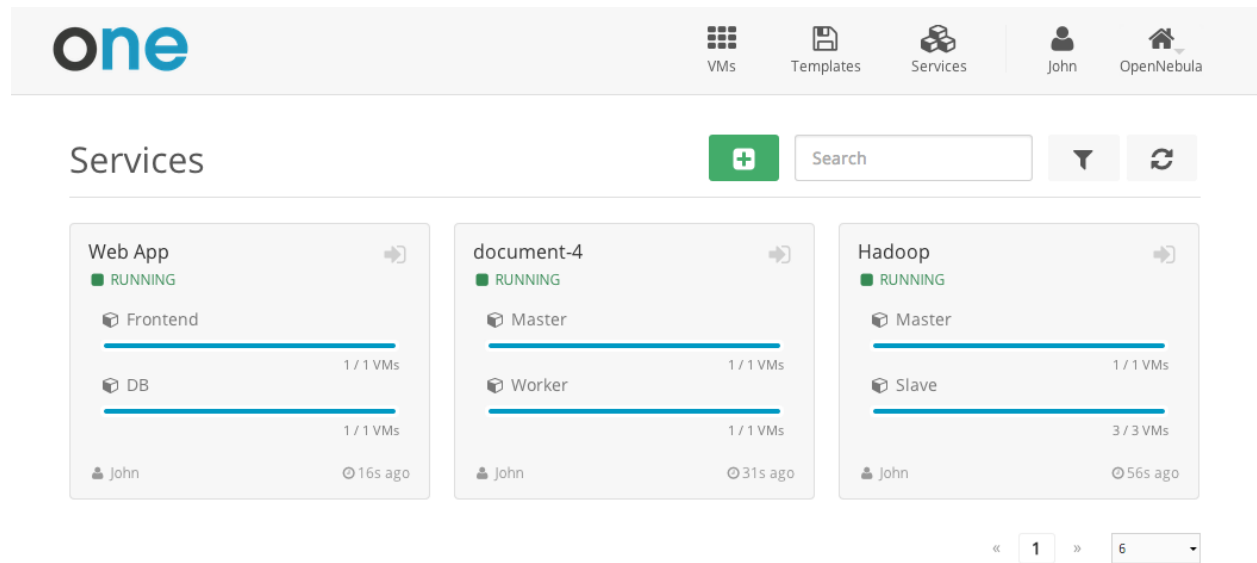 one
VMs Templates Services John OpenNebula
Services
Search
Web App
RUNNING
Frontend
1 / 1 VMs
DB
1 / 1 VMs
John 16s ago
document-4
RUNNING
Master
1 / 1 VMs
Worker
1 / 1 VMs
John 31s ago
Hadoop
RUNNING
Master
1 / 1 VMs
Slave
3 / 3 VMs
John 56s ago
« 1 » 6